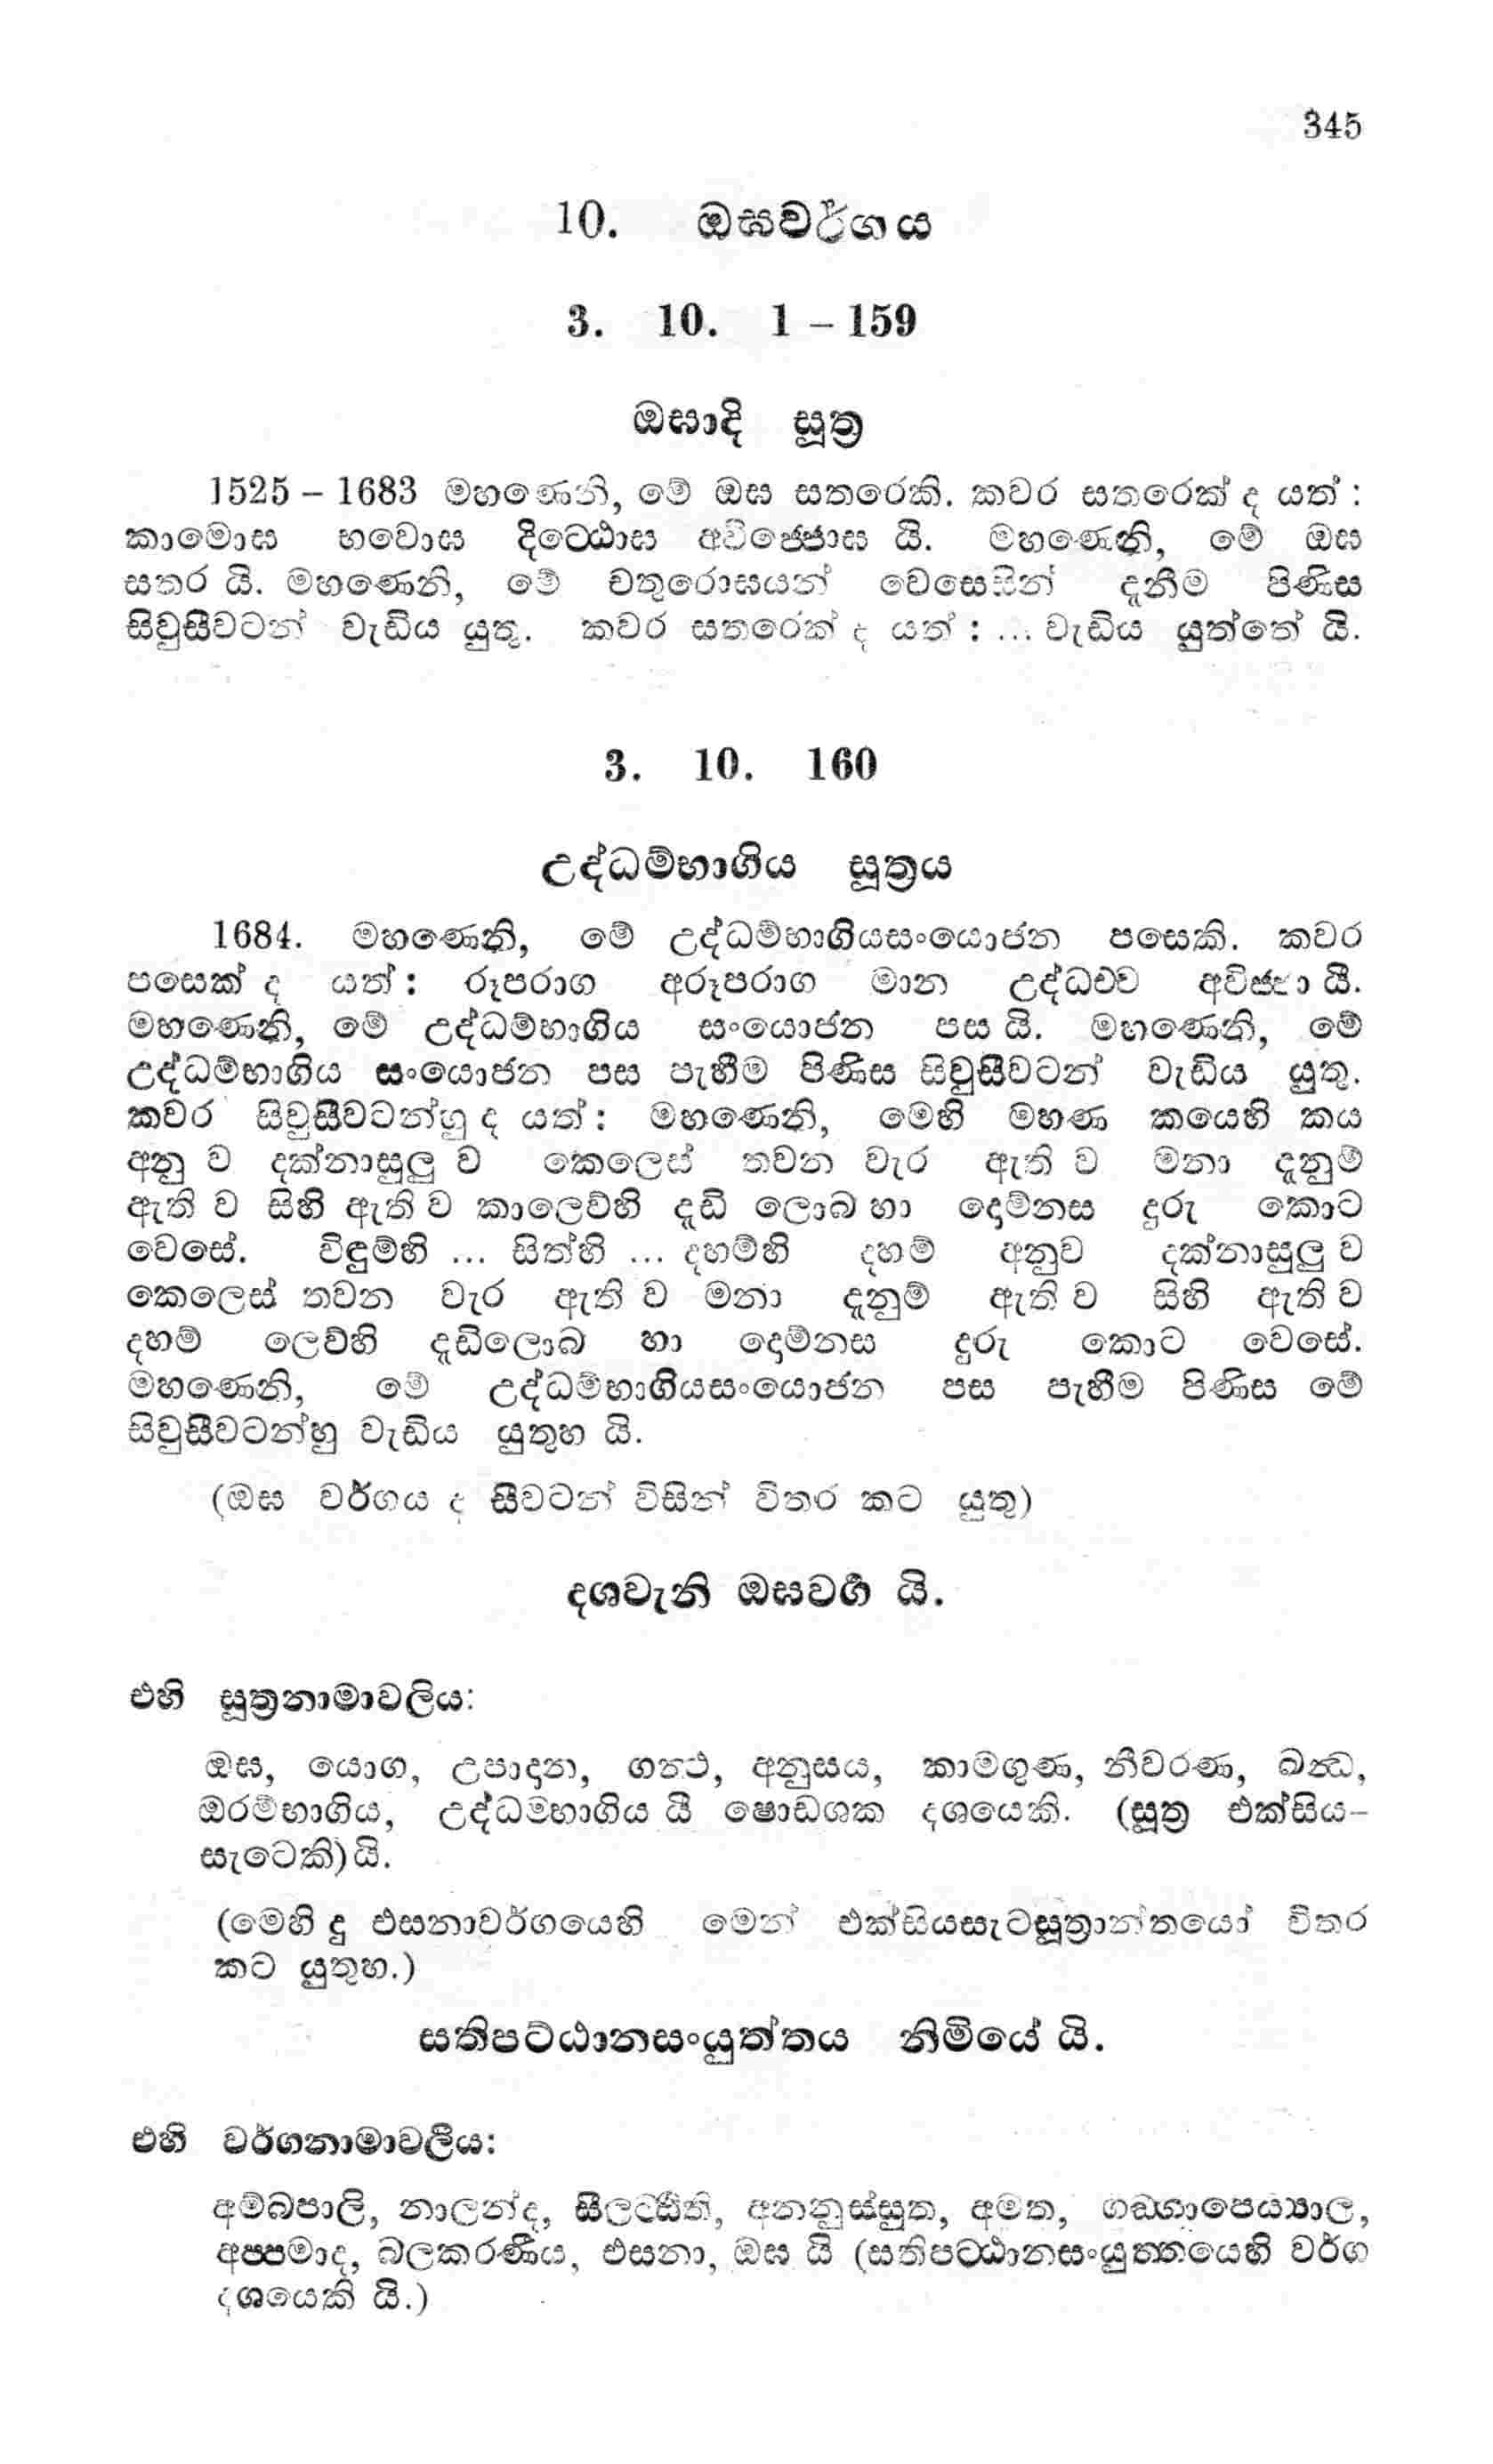 345
10. ඔඝවර්ගය
3. 10. 1 – 159
ඔඝාදි සූත්‍ර
1525 – 1683 මහණෙනි, මේ ඔඝ සතරෙකි. කවර සතරෙක් ද යත් :
කාමොඝ භවොඝ දිට්ඨොඝ අවිජ්ජොඝ යි. මහණෙනි, මේ ඔඝ
සතර යි. මහණෙනි, මේ චතුරොඝයන් වෙසෙසින් දැනීම පිණිස
සිවුසීවටන් වැඩිය යුතු. කවර සතරෙක් ද යත් : ... වැඩිය යුත්තේ යි.
3. 10. 160
උද්ධම්භාගිය සූත්‍රය
1684. මහණෙනි, මේ උද්ධම්භාගියසංයොජන පසෙකි. කවර
පසෙක් ද යත් : රූපරාග අරූපරාග මාන උද්ධච්ච අවිජ්ජා යි.
මහණෙනි, මේ උද්ධම්භාගිය සංයොජන පස යි. මහණෙනි, මේ
උද්ධම්භාගිය සංයොජන පස පැහීම පිණිස සිවුසීවටන් වැඩිය යුතු.
කවර සිවුසීවටන්හු ද යත් : මහණෙනි, මෙහි මහණ කයෙහි කය
අනු ව දක්නාසුලු ව කෙලෙස් තවන වැර ඇති ව මනා දැනුම්
ඇති ව සිහි ඇති ව කාලෙව්හි දැඩි ලොබ හා දොම්නස දුරු කොට
වෙසේ. විඳුම්හි ... සිත්හි ... දහම්හි දහම් අනුව දක්නාසුලු ව
කෙලෙස් තවන වැර ඇති ව මනා දැනුම් ඇති ව සිහි ඇති ව
දහම් ලෙව්හි දැඩිලොබ හා දොම්නස දුරු කොට වෙසේ.
මහණෙනි, මේ උද්ධම්භාගියසංයොජන පස පැහීම පිණිස මේ
සිවුසීවටන්හු වැඩිය යුතුහ යි.
(ඔඝ වර්ගය ද සීවටන් විසින් විතර කට යුතු)
දශවැනි ඔඝවර්‍ග යි.
එහි සූත්‍රනාමාවලිය:
ඔඝ, යොග, උපාදාන, ගන්‍ථ, අනුසය, කාමගුණ, නීවරණ, ඛන්‍ධ,
ඔරම්භාගිය, උද්ධම්භාගිය යි ෂොඩශක දශයෙකි. (සූත්‍ර එක්සිය-
සැටෙකි) යි.
(මෙහි දු එසනාවර්ගයෙහි මෙන් එක්සියසැටසූත්‍රාන්තයෝ විතර
කට යුතුහ.)
සතිපට්ඨානසංයුත්තය නිමියේ යි.
එහි වර්ගනාමාවලිය:
අම්බපාලි, නාලන්ද, සීලට්ඨිති, අනනුස්සුත, අමත, ගඞ්ගාපෙය්‍යාල,
අප්පමාද, බලකරණීය, එසනා, ඔඝ යි (සතිපට්ඨානසංයුත්තයෙහි වර්ග
දශයෙකි යි.)